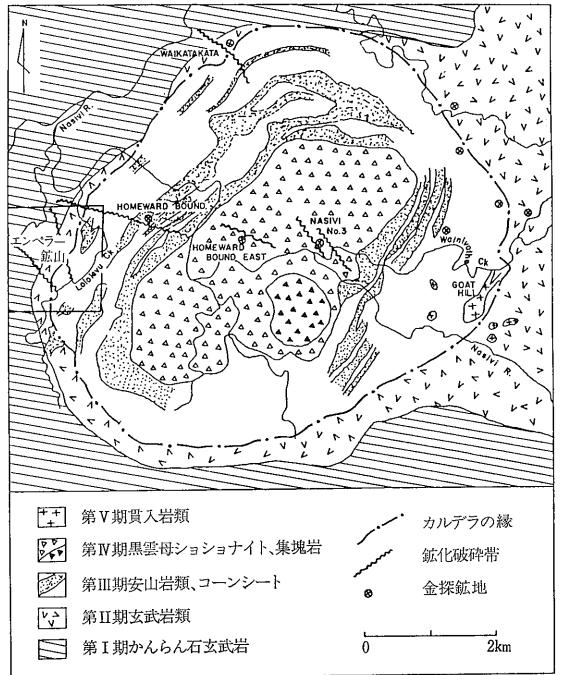 N
WAIKATAKATA
Nasivi R.
HOMEWARD BOUND
NASIVI
No.3
エンペラー
鉱山
Lololevu Ck.
HOMEWARD
BOUND EAST
Wainivolhe Ck
GOAT
HILL
Nasivi R.
第Ⅴ期貫入岩類
第Ⅳ期黒雲母ショショナイト、集塊岩
第Ⅲ期安山岩類、コーンシート
第Ⅱ期玄武岩類
第Ⅰ期かんらん石玄武岩
カルデラの縁
鉱化破砕帯
金探鉱地
0 2km